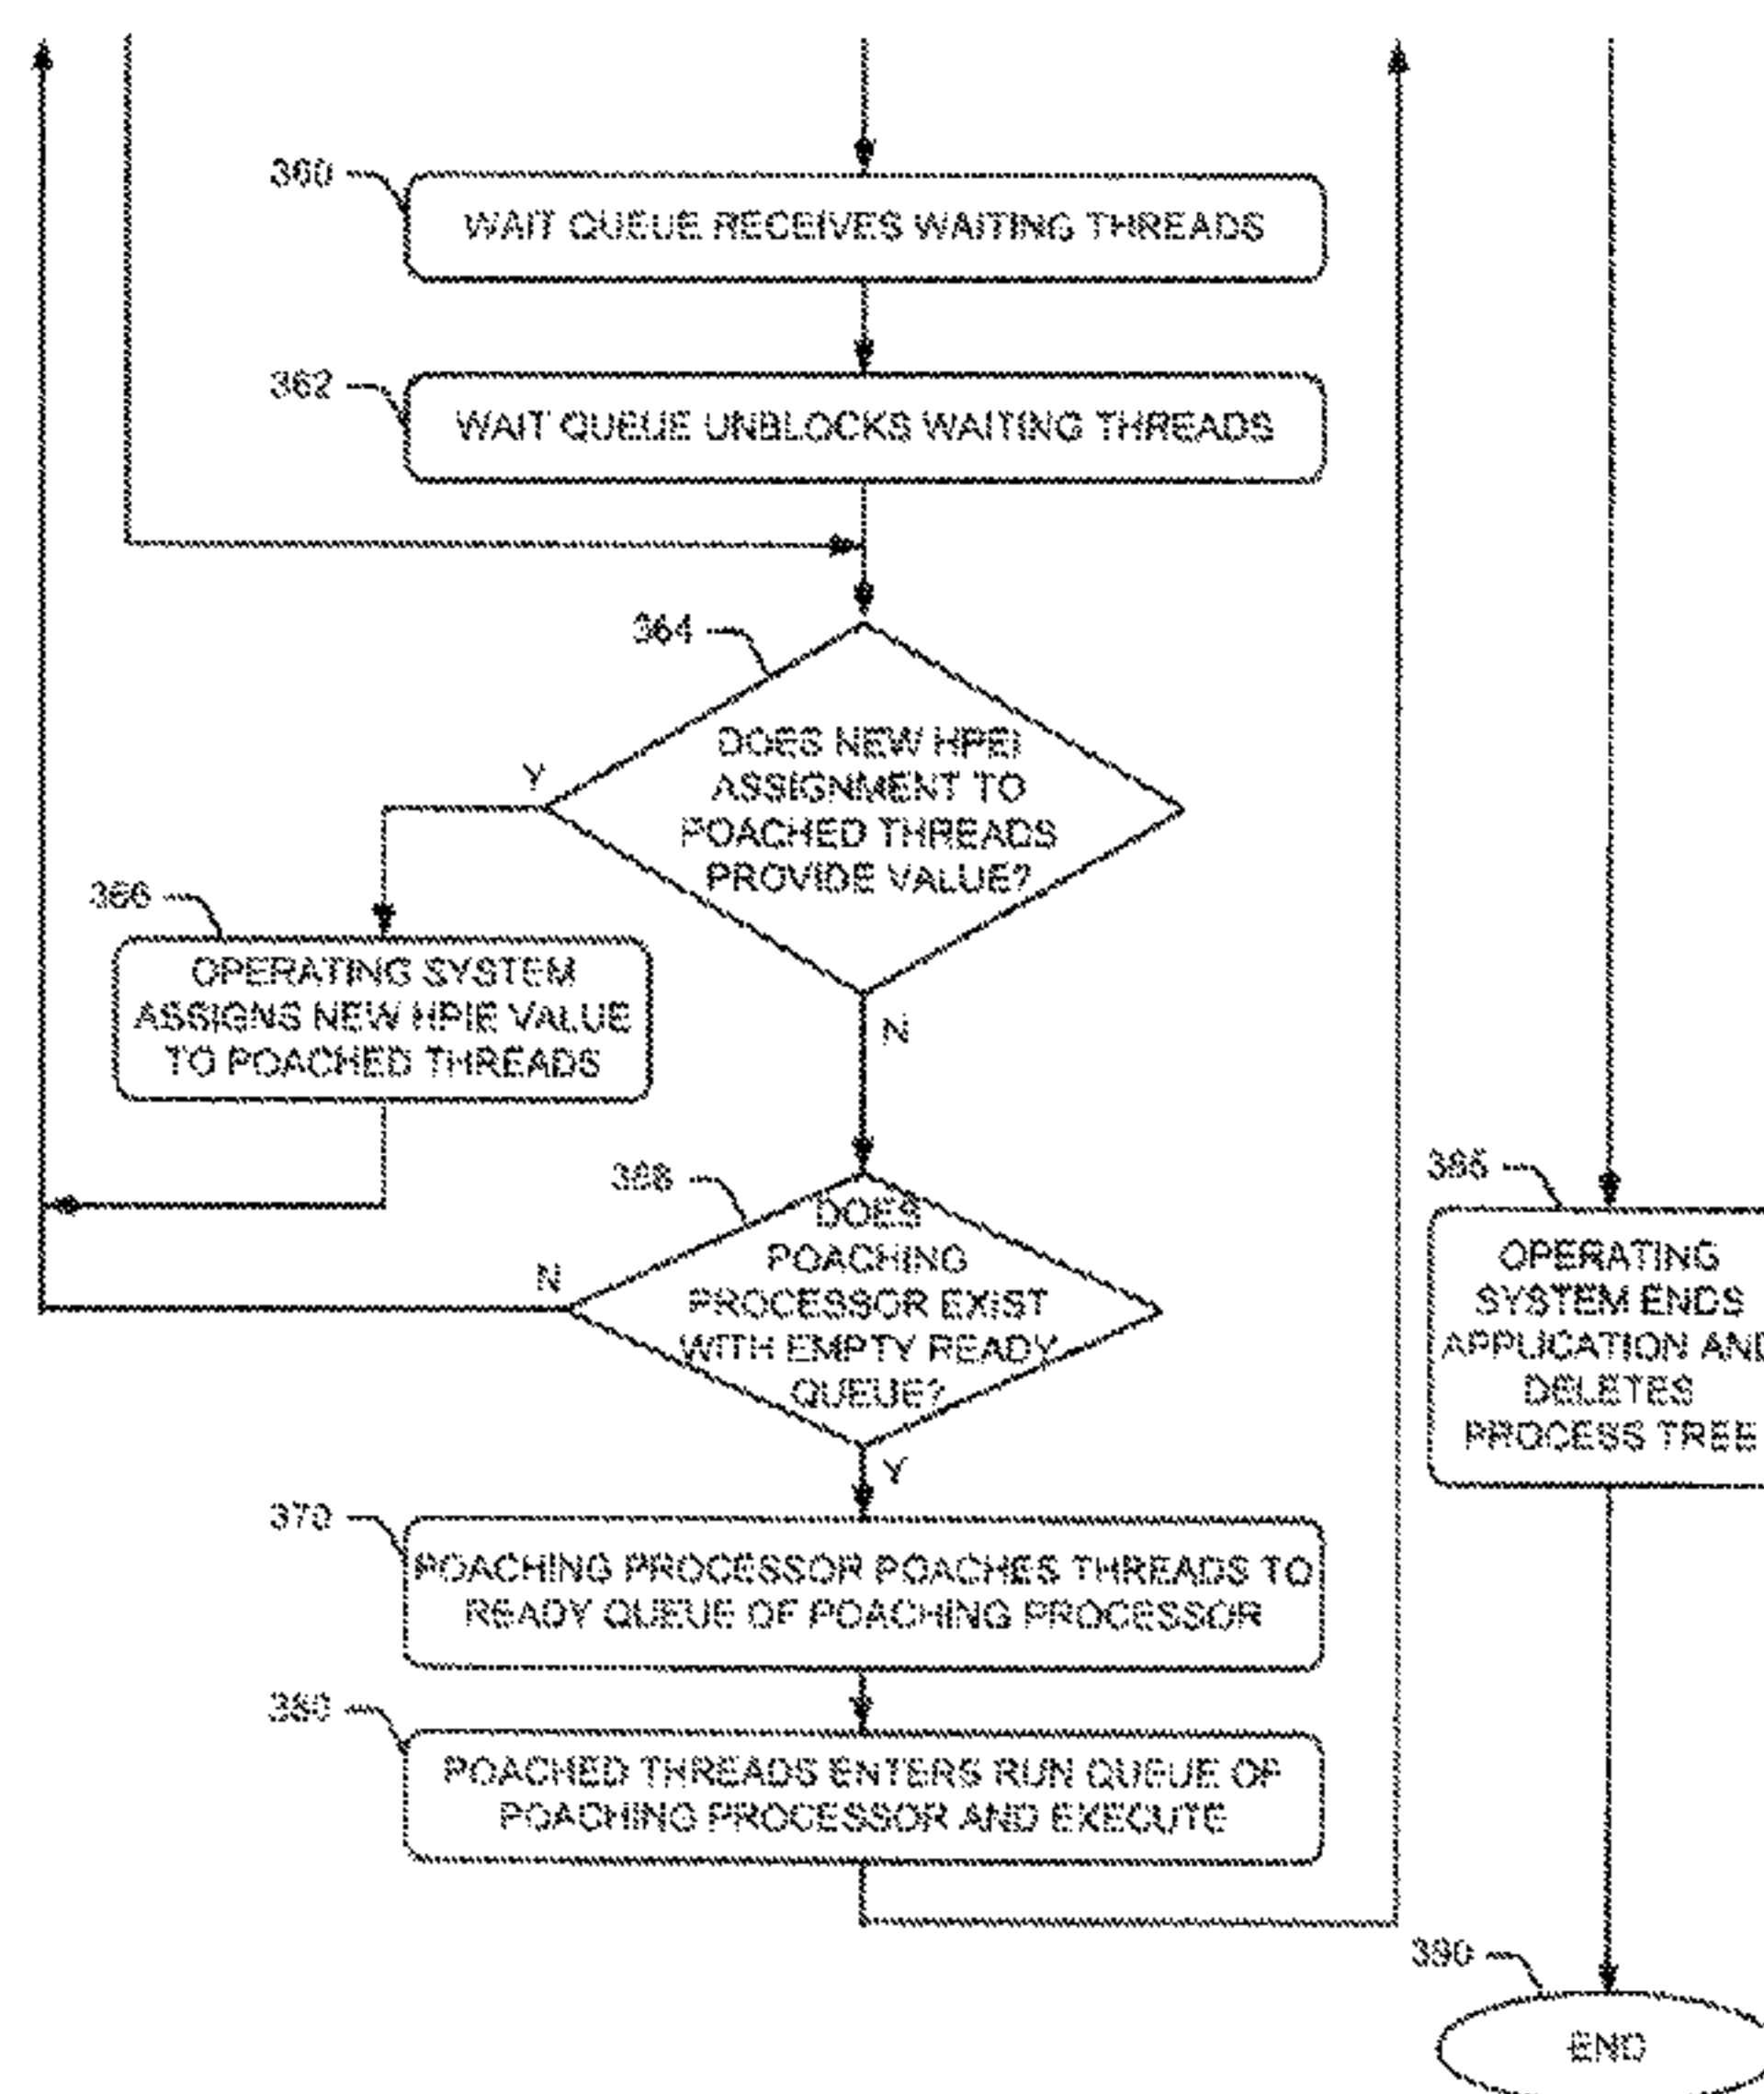 360
WAIT QUEUE RECEIVES WAITING THREADS
362
WAIT QUEUE UNBLOCKS WAITING THREADS
364
DOES NEW HPEI
ASSIGNMENT TO
POACHED THREADS
PROVIDE VALUE?
Y
N
366
OPERATING SYSTEM
ASSIGNS NEW HPIE VALUE
TO POACHED THREADS
368
DOES
POACHING
PROCESSOR EXIST
WITH EMPTY READY
QUEUE?
N
Y
370
POACHING PROCESSOR POACHES THREADS TO
READY QUEUE OF POACHING PROCESSOR
380
POACHED THREADS ENTERS RUN QUEUE OF
POACHING PROCESSOR AND EXECUTE
385
OPERATING
SYSTEM ENDS
APPLICATION AND
DELETES
PROCESS TREE
390
END